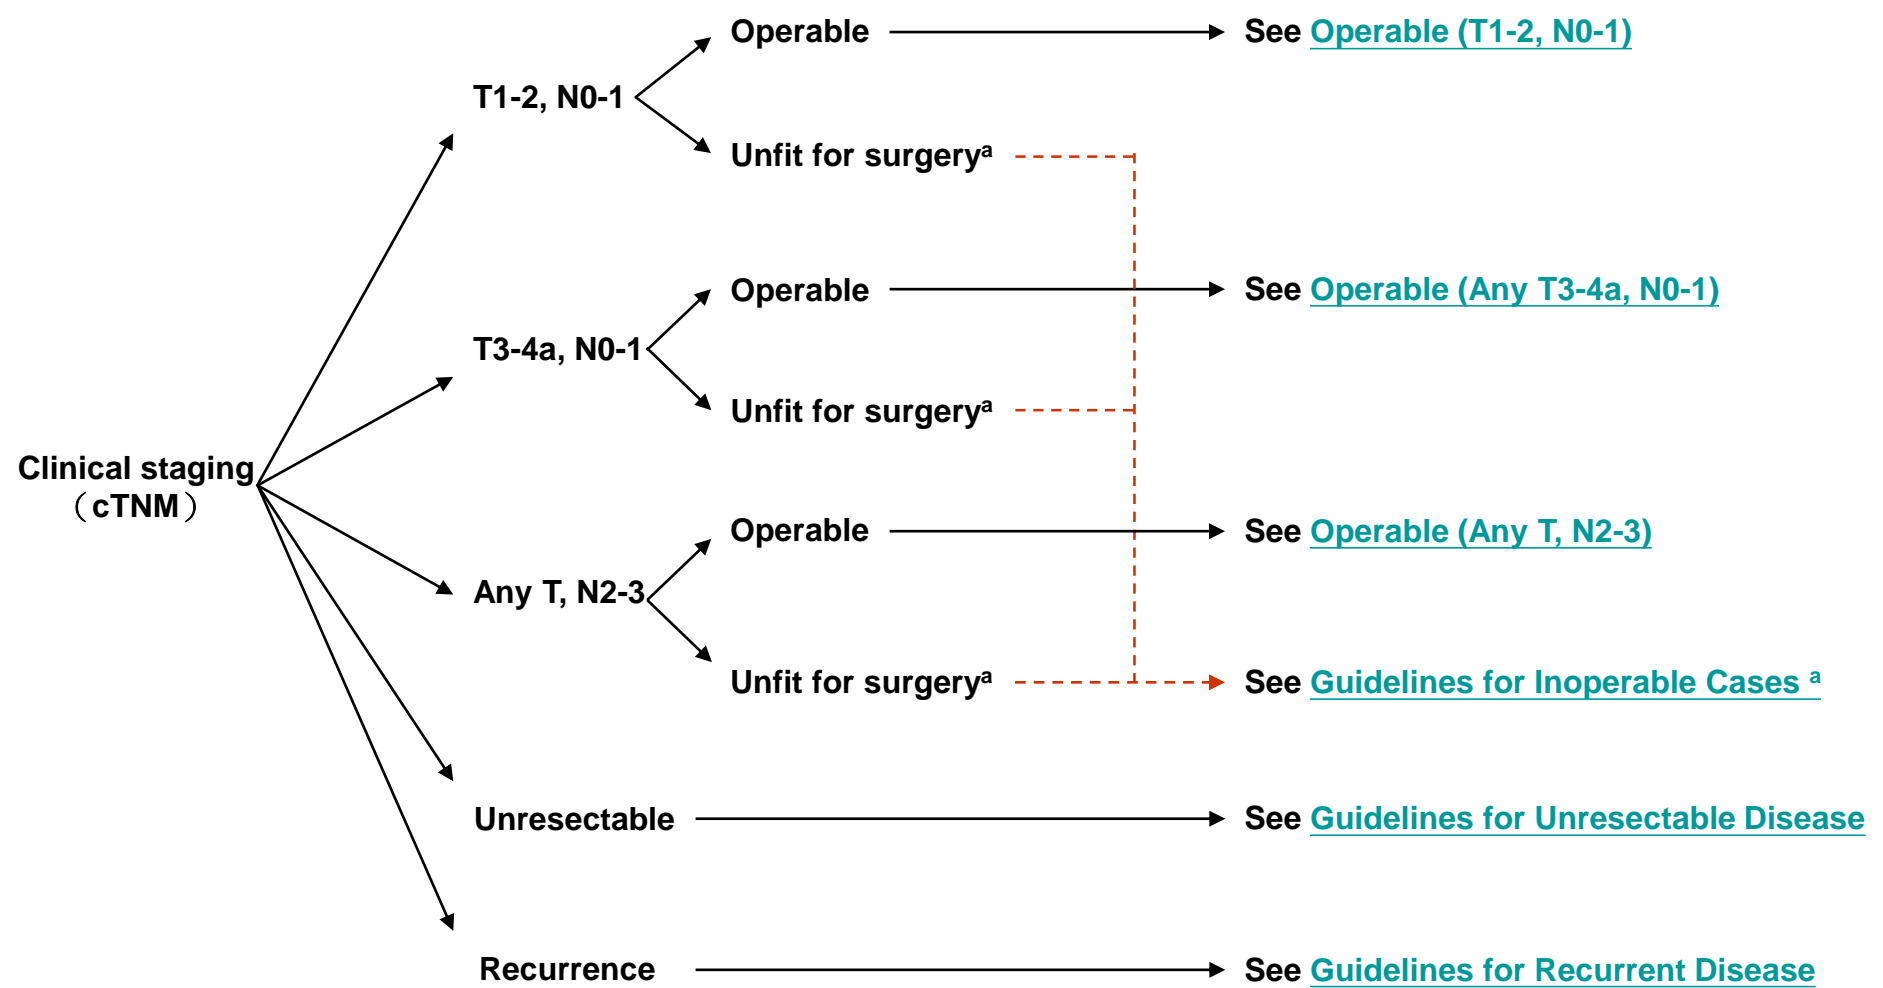 Operable
See Operable (T1-2, N0-1)
T1-2, N0-1
Unfit for surgeryᵃ
Operable
See Operable (Any T3-4a, N0-1)
T3-4a, N0-1
Unfit for surgeryᵃ
Clinical staging
（cTNM）
Operable
See Operable (Any T, N2-3)
Any T, N2-3
Unfit for surgeryᵃ
See Guidelines for Inoperable Cases ᵃ
Unresectable
See Guidelines for Unresectable Disease
Recurrence
See Guidelines for Recurrent Disease